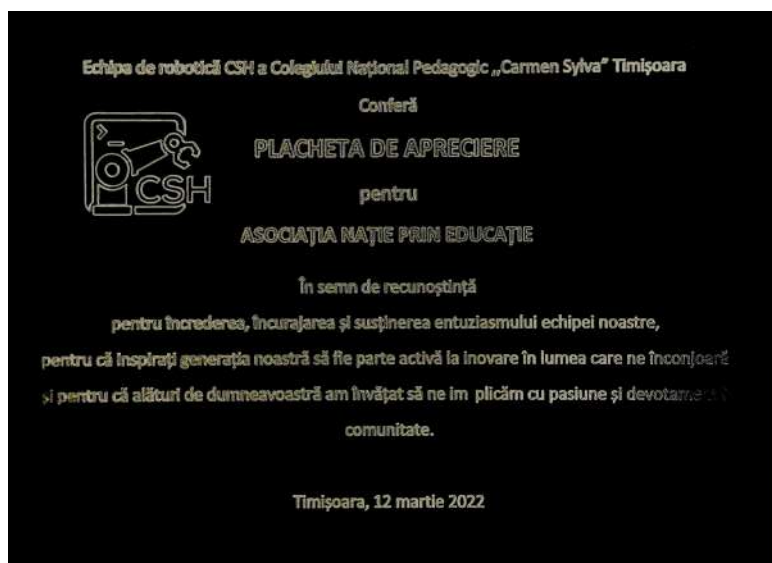 Echipa de robotică CSH a Colegiului Național Pedagogic „Carmen Sylva” Timișoara
Conferă
CSH
PLACHETA DE APRECIERE
pentru
ASOCIAȚIA NAȚIE PRIN EDUCAȚIE
În semn de recunoștință
pentru încrederea, încurajarea și susținerea entuziasmului echipei noastre,
pentru că inspirați generația noastră să fie parte activă la inovare în lumea care ne înconjoară
și pentru că alături de dumneavoastră am învățat să ne im plicăm cu pasiune și
comunitate.
Timișoara, 12 martie 2022